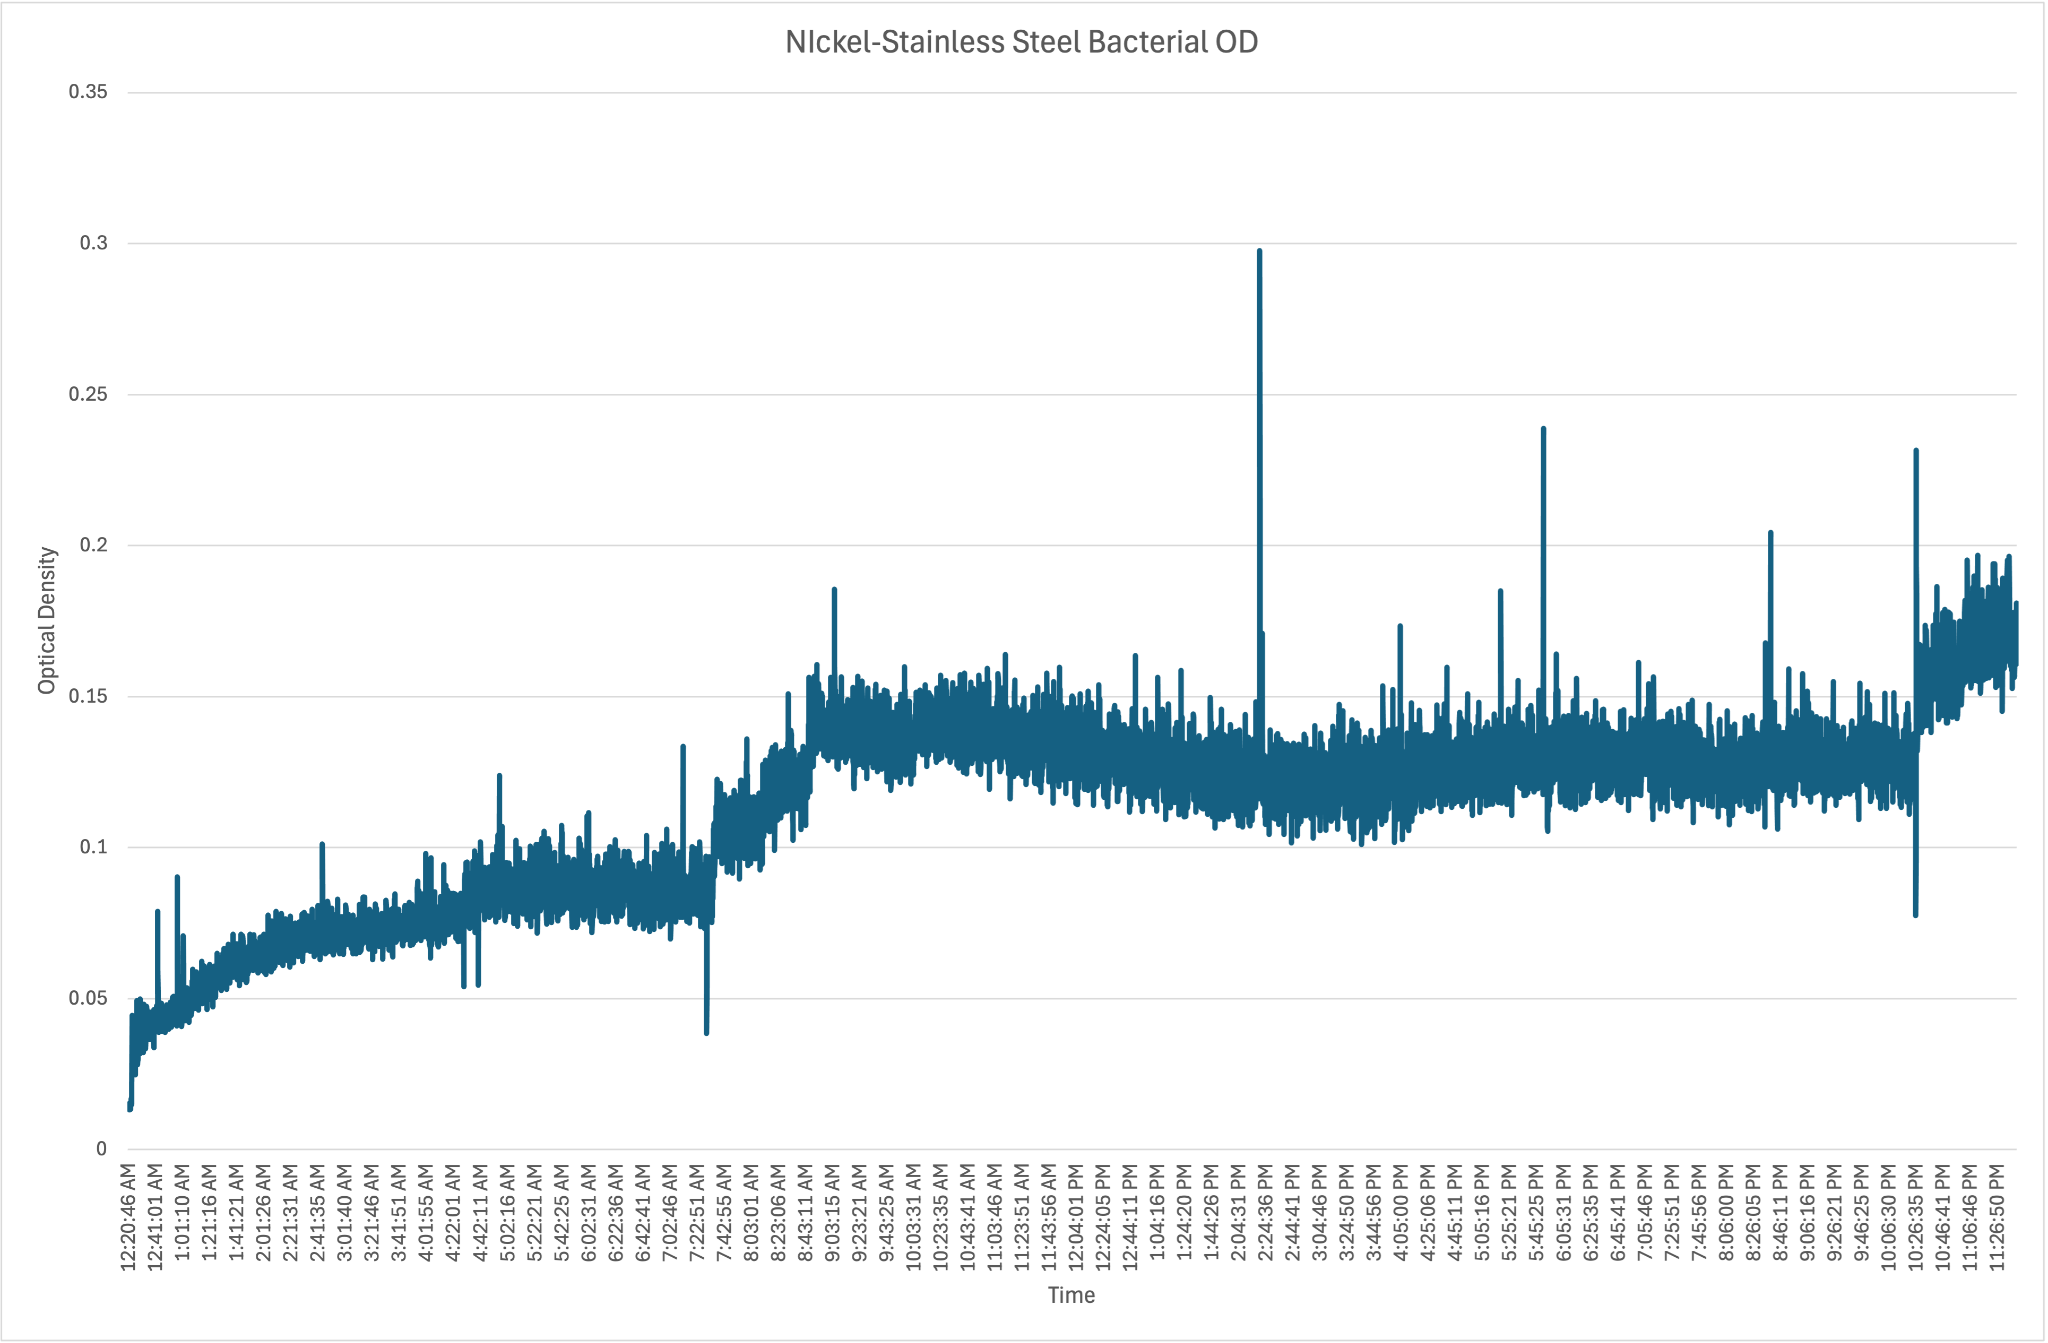 NIckel-Stainless Steel Bacterial OD
0.35
0.3
0.25
0.2
0.15
0.1
0.05
0
Optical Density
12:20:46 AM
12:41:01 AM
1:01:10 AM
1:21:16 AM
1:41:21 AM
2:01:26 AM
2:21:31 AM
2:41:35 AM
3:01:40 AM
3:21:46 AM
3:41:51 AM
4:01:55 AM
4:22:01 AM
4:42:11 AM
5:02:16 AM
5:22:21 AM
5:42:25 AM
6:02:31 AM
6:22:36 AM
6:42:41 AM
7:02:46 AM
7:22:51 AM
7:42:55 AM
8:03:01 AM
8:23:06 AM
8:43:11 AM
9:03:15 AM
9:23:21 AM
9:43:25 AM
10:03:31 AM
10:23:35 AM
10:43:41 AM
11:03:46 AM
11:23:51 AM
11:43:56 AM
12:04:01 PM
12:24:05 PM
12:44:11 PM
1:04:16 PM
1:24:20 PM
1:44:26 PM
2:04:31 PM
2:24:36 PM
2:44:41 PM
3:04:46 PM
3:24:50 PM
3:44:56 PM
4:05:00 PM
4:25:06 PM
4:45:11 PM
5:05:16 PM
5:25:21 PM
5:45:25 PM
6:05:31 PM
6:25:35 PM
6:45:41 PM
7:05:46 PM
7:25:51 PM
7:45:56 PM
8:06:00 PM
8:26:05 PM
8:46:11 PM
9:06:16 PM
9:26:21 PM
9:46:25 PM
10:06:30 PM
10:26:35 PM
10:46:41 PM
11:06:46 PM
11:26:50 PM
Time